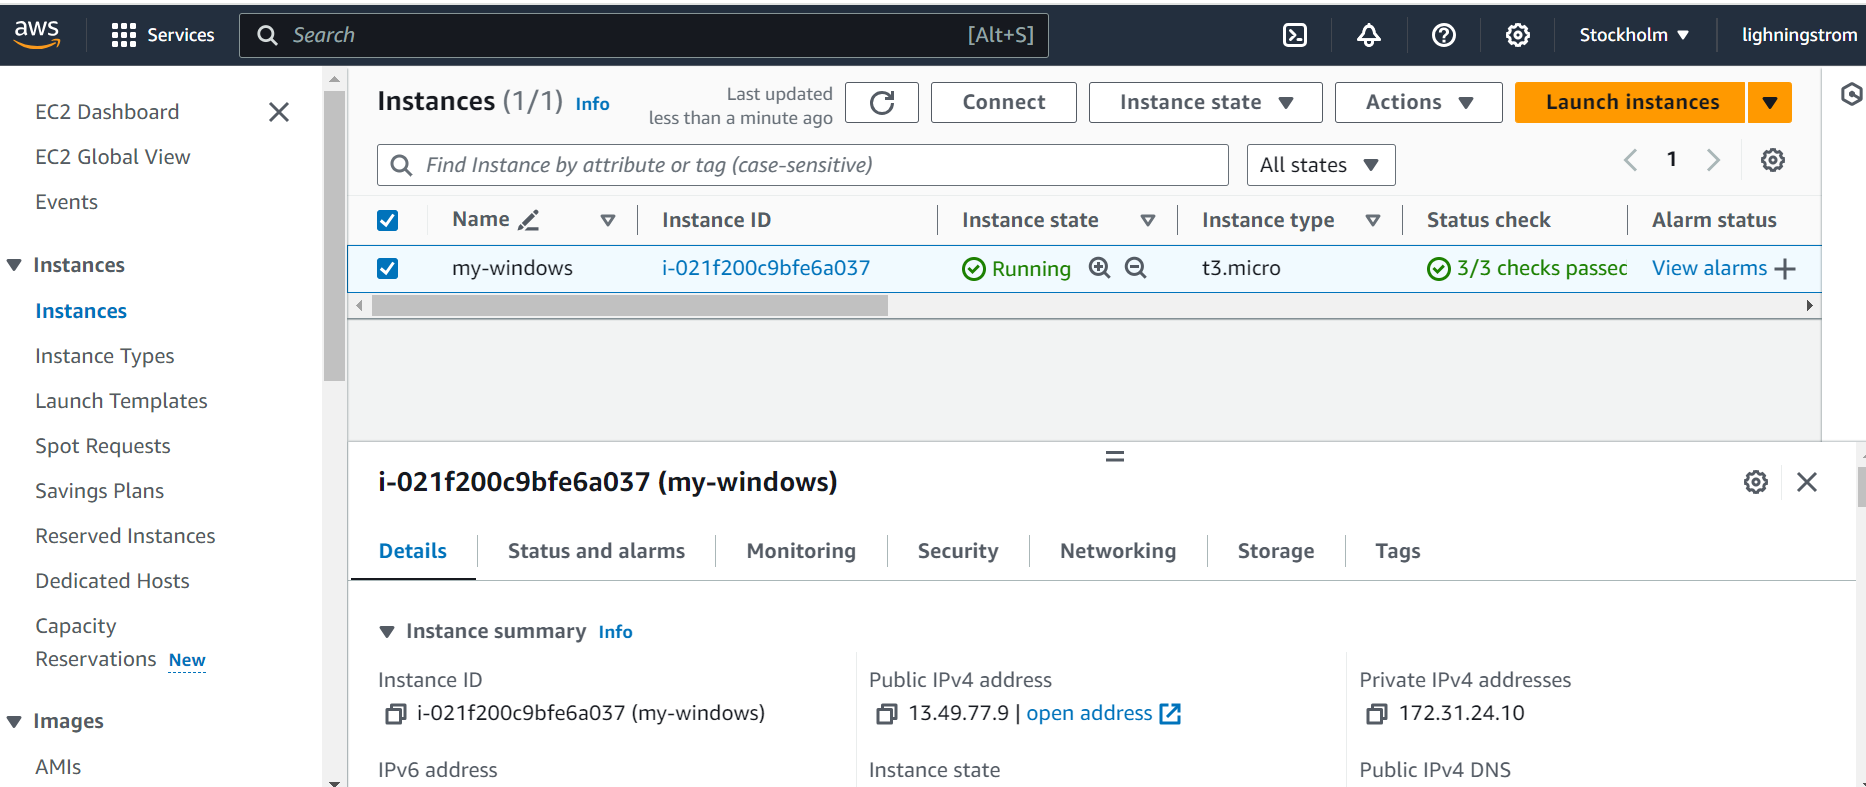 aws
Services
Search
[Alt+S]
Stockholm
lighningstrom
EC2 Dashboard
EC2 Global View
Events
Instances
Instances
Instance Types
Launch Templates
Spot Requests
Savings Plans
Reserved Instances
Dedicated Hosts
Capacity
Reservations New
Images
AMIs
Instances (1/1) Info
Last updated
less than a minute ago
Connect
Instance state
Actions
Launch instances
Find Instance by attribute or tag (case-sensitive)
All states
1
Name Instance ID Instance state Instance type Status check Alarm status
my-windows i-021f200c9bfe6a037 Running t3.micro 3/3 checks passed View alarms
i-021f200c9bfe6a037 (my-windows)
Details Status and alarms Monitoring Security Networking Storage Tags
Instance summary Info
Instance ID
i-021f200c9bfe6a037 (my-windows)
Public IPv4 address
13.49.77.9 | open address
Private IPv4 addresses
172.31.24.10
IPv6 address
Instance state
Public IPv4 DNS